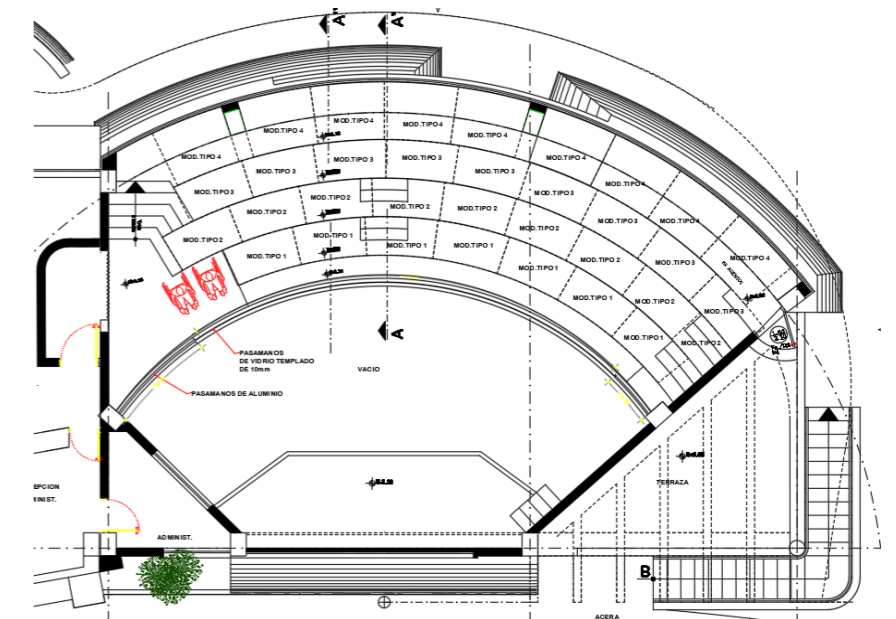 A''
A'
MOD.TIPO 4
MOD.TIPO 4
MOD.TIPO 4
MOD.TIPO 4
MOD.TIPO 4
MOD.TIPO 4
MOD.TIPO 3
MOD.TIPO 3
MOD.TIPO 3
MOD.TIPO 4
MOD.TIPO 3
MOD.TIPO 3
MOD.TIPO 2
MOD.TIPO 2
MOD.TIPO 2
MOD.TIPO 2
MOD.TIPO 3
MOD.TIPO 4
MOD.TIPO 2
MOD.TIPO 1
MOD.TIPO 2
MOD.TIPO 1
MOD.TIPO 1
MOD.TIPO 1
MOD.TIPO 2
MOD.TIPO 3
MOD.TIPO 4
MOD.TIPO 1
MOD.TIPO 1
MOD.TIPO 2
MOD.TIPO 3
MOD.TIPO 1
MOD.TIPO 2
A
PASAMANOS
DE VIDRIO TEMPLADO
DE 10mm
VACIO
PASAMANOS DE ALUMINIO
EPCION
MINIST.
TERRAZA
ADMINIST.
B
ACERA